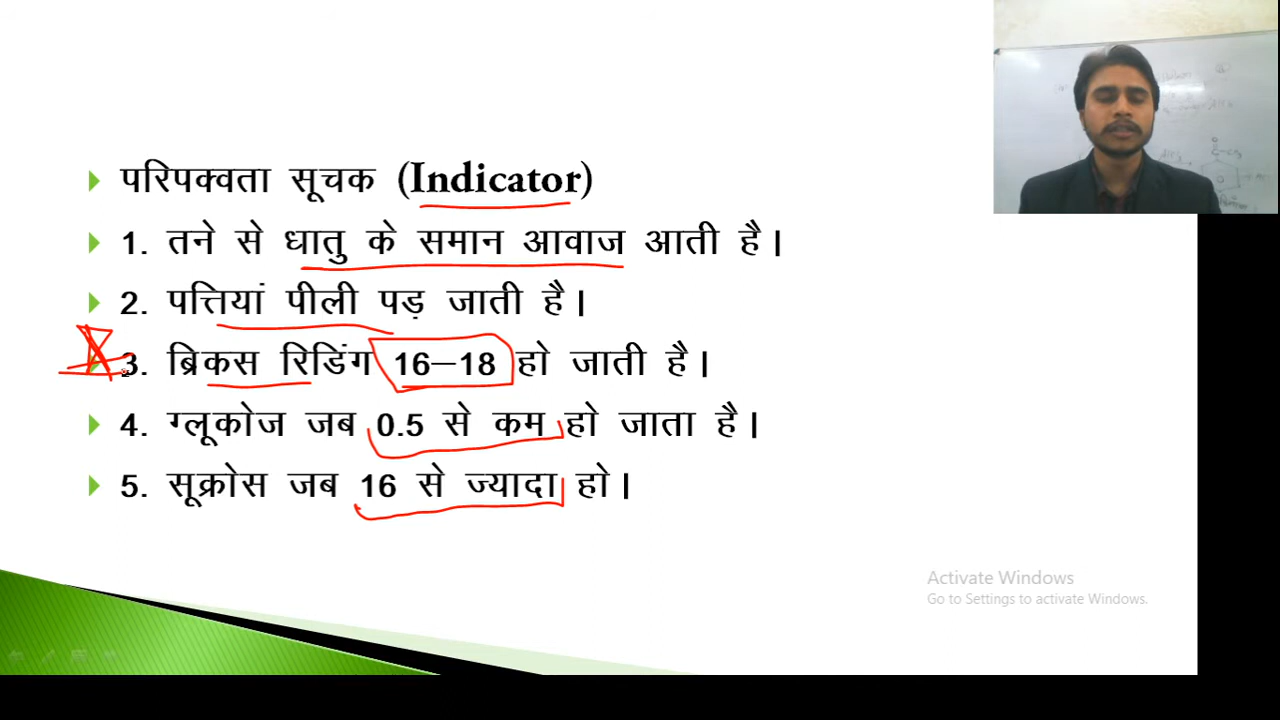 परिपक्वता सूचक (Indicator)
1. तने से धातु के समान आवाज आती है।
2. पत्तियां पीली पड़ जाती है।
3. ब्रिकस रिडिंग 16–18 हो जाती है।
4. ग्लूकोज जब 0.5 से कम हो जाता है।
5. सूक्रोस जब 16 से ज्यादा हो।
Activate Windows
Go to Settings to activate Windows.